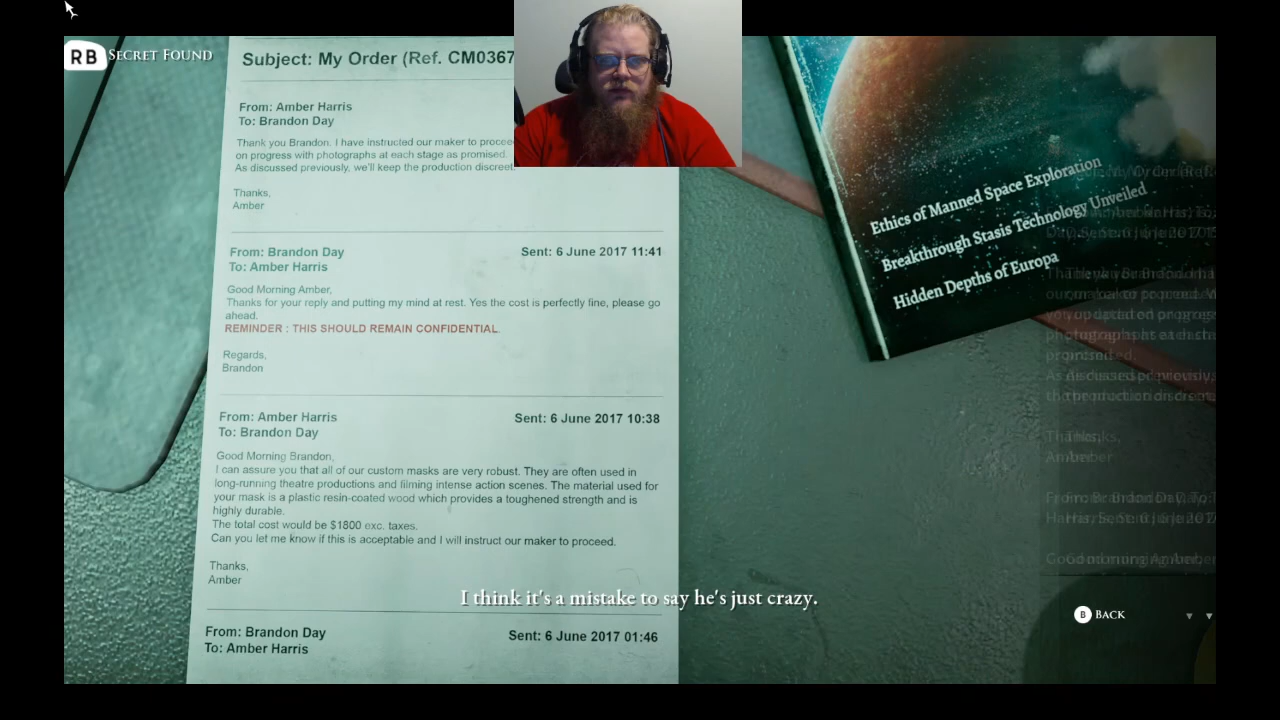 RB SECRET FOUND
Subject: My Order (Ref. CM0367
From: Amber Harris
To: Brandon Day
Thank you Brandon. I have instructed our maker to
on progress with photographs at each stage as promised.
As discussed previously, we'll keep the production discreet.
Thanks,
Amber
From: Brandon Day Sent: 6 June 2017 11:41
To: Amber Harris
Good Morning Amber,
Thanks for your reply and putting my mind at rest. Yes the cost is perfectly fine, please go
ahead.
REMINDER : THIS SHOULD REMAIN CONFIDENTIAL.
Regards,
Brandon
From: Amber Harris Sent: 6 June 2017 10:38
To: Brandon Day
Good Morning Brandon,
I can assure you that all of our custom masks are very robust. They are often used in
long-running theatre productions and filming intense action scenes. The material used for
your mask is a plastic resin-coated wood which provides a toughened strength and is
highly durable.
The total cost would be $1800 exc. taxes.
Can you let me know if this is acceptable and I will instruct our maker to proceed.
Thanks,
Amber
From: Brandon Day Sent: 6 June 2017 01:46
To: Amber Harris
Ethics of Manned Space Exploration
Breakthrough Stasis Technology Unveiled
Hidden Depths of Europa
I think it's a mistake to say he's just crazy.
B BACK